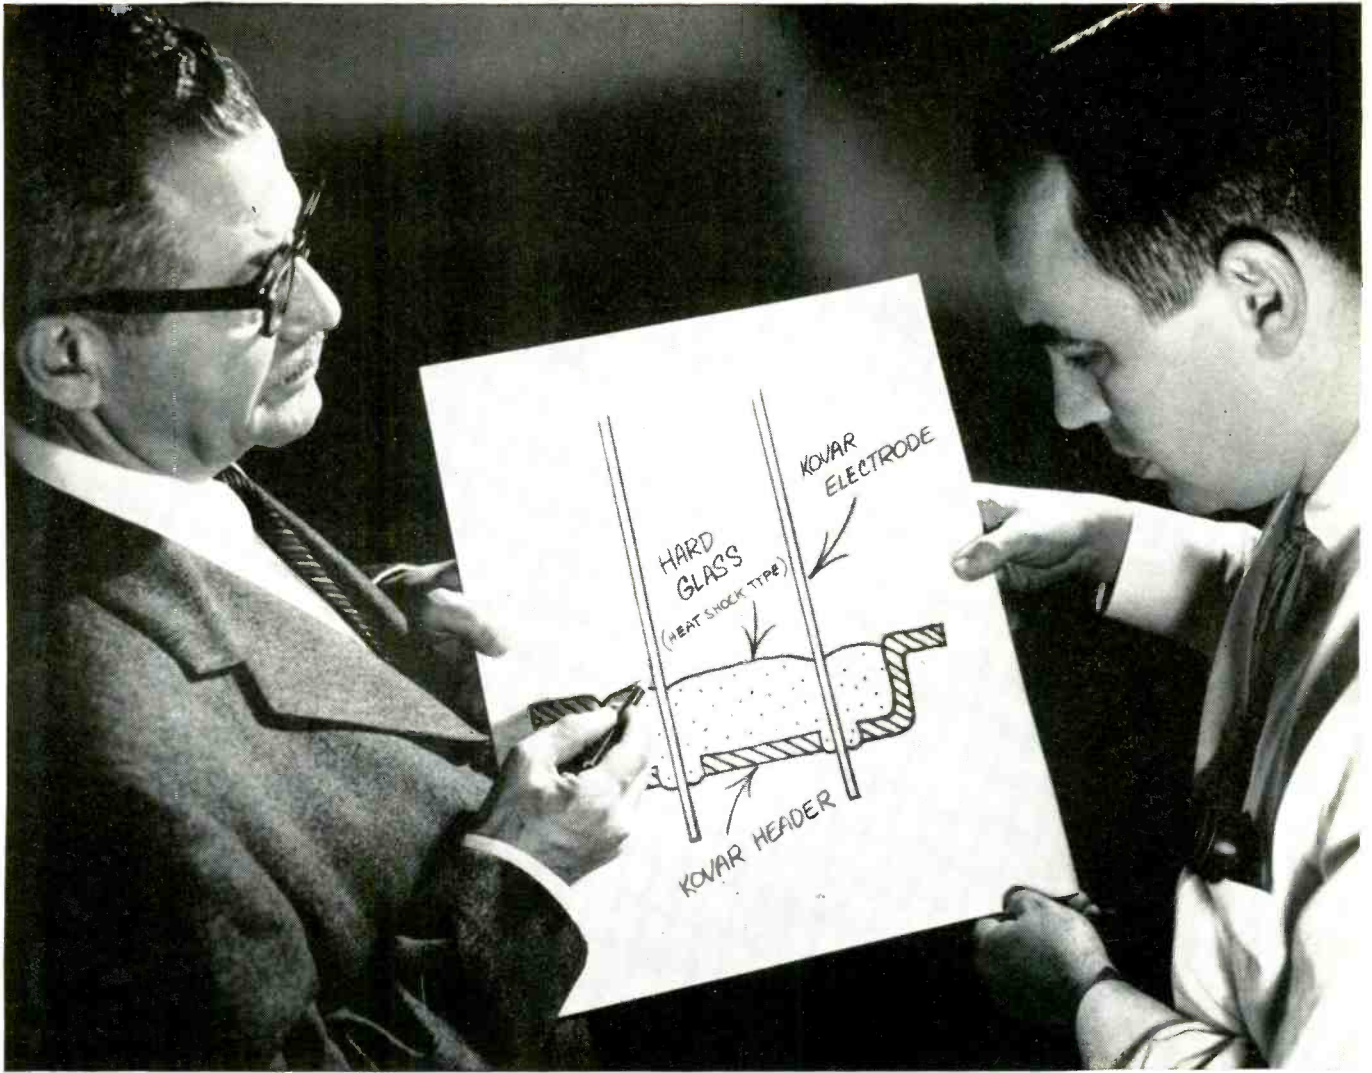 KOVAR
ELECTRODE
HARD
GLASS
(HEAT SHOCK TYPE)
KOVAR HEADER